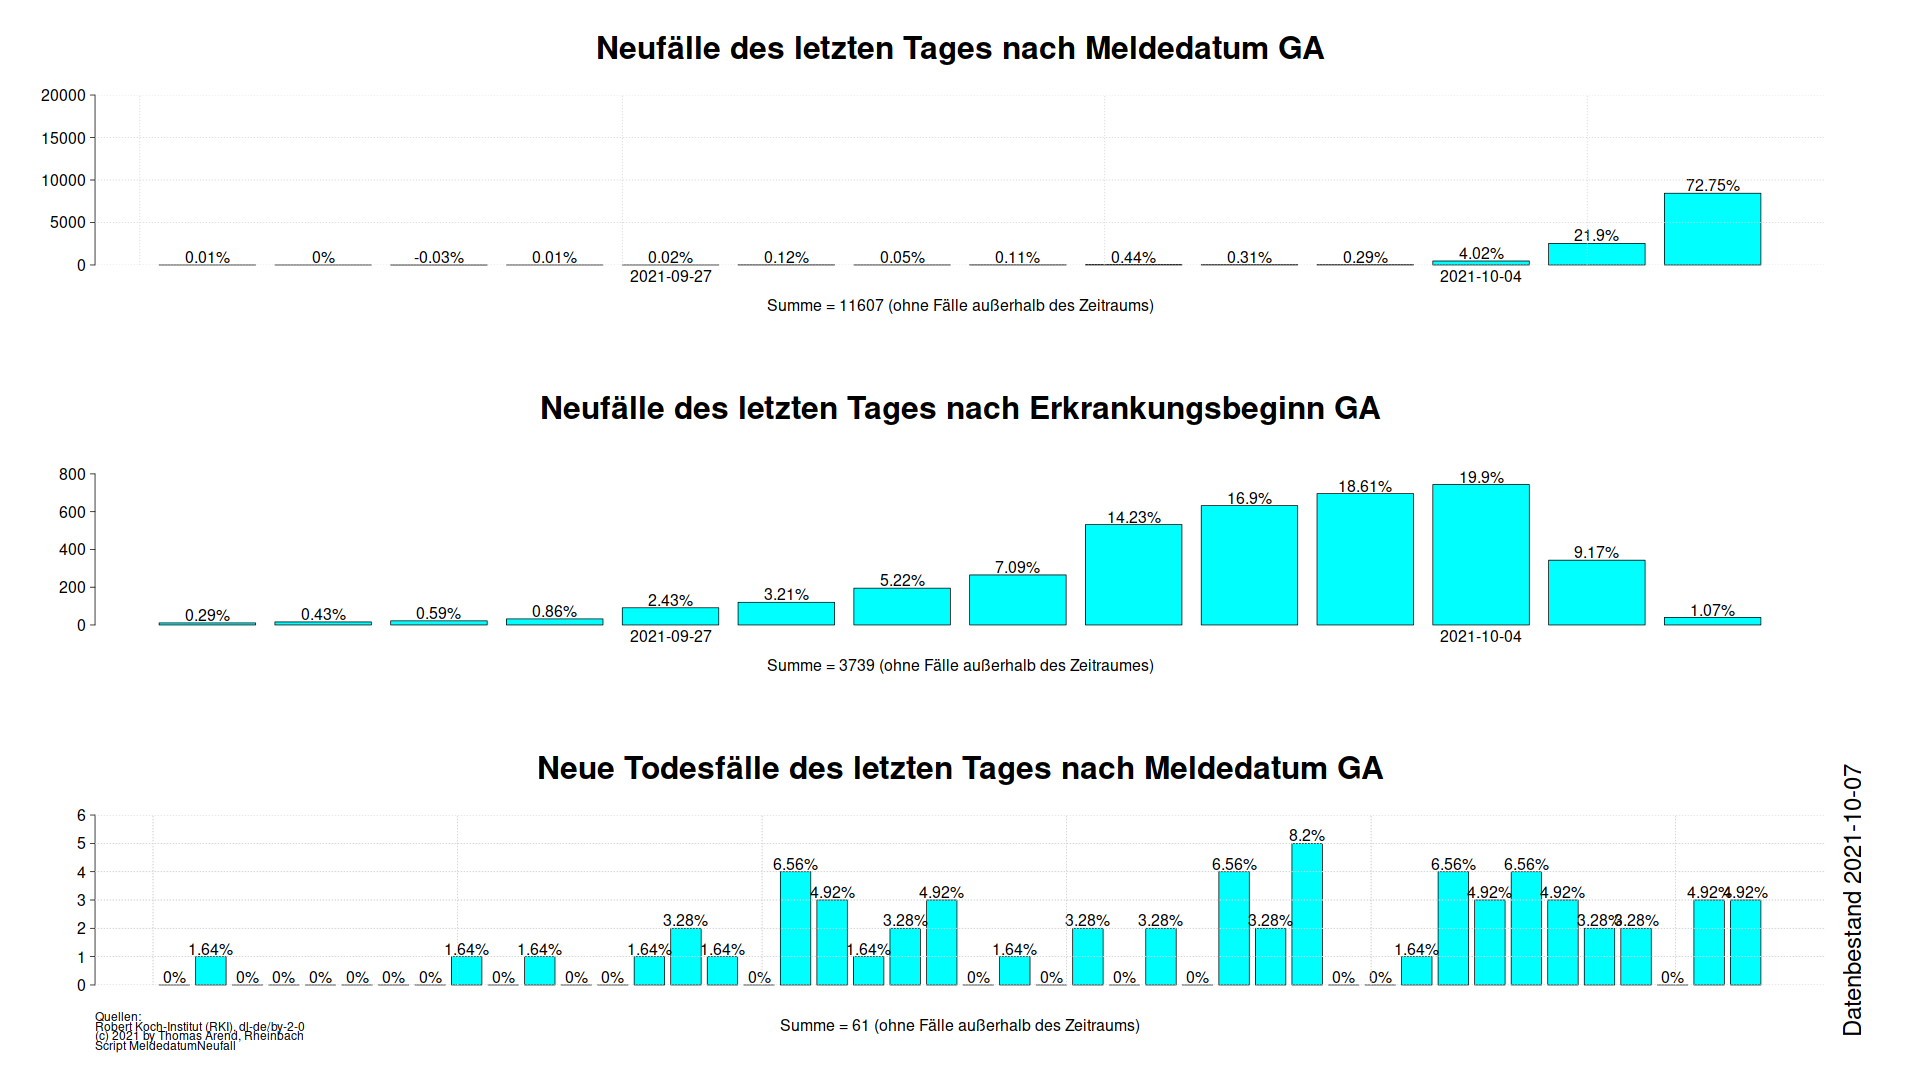 Neufälle des letzten Tages nach Meldedatum GA
20000
15000
10000
5000
0
0.01% 0% -0.03% 0.01% 0.02% 0.12% 0.05% 0.11% 0.44% 0.31% 0.29% 4.02% 21.9% 72.75%
2021-09-27 2021-10-04
Summe = 11607 (ohne Fälle außerhalb des Zeitraums)
Neufälle des letzten Tages nach Erkrankungsbeginn GA
800
600
400
200
0
0.29% 0.43% 0.59% 0.86% 2.43% 3.21% 5.22% 7.09% 14.23% 16.9% 18.61% 19.9% 9.17% 1.07%
2021-09-27 2021-10-04
Summe = 3739 (ohne Fälle außerhalb des Zeitraumes)
Neue Todesfälle des letzten Tages nach Meldedatum GA
6
5
4
3
2
1
0
0% 1.64% 0% 0% 0% 0% 0% 0% 1.64% 0% 1.64% 0% 0% 1.64% 3.28% 1.64% 0% 6.56% 4.92% 1.64% 3.28% 4.92% 0% 1.64% 0% 3.28% 0% 3.28% 0% 6.56% 3.28% 8.2% 0% 0% 1.64% 6.56% 4.92% 6.56% 4.92% 3.28% 3.28% 0% 4.92% 4.92%
Summe = 61 (ohne Fälle außerhalb des Zeitraums)
Quellen:
Robert Koch-Institut (RKI), dl-de/by-2-0
(c) 2021 by Thomas Arend, Rheinbach
Script MeldedatumNeufall
Datenbestand 2021-10-07